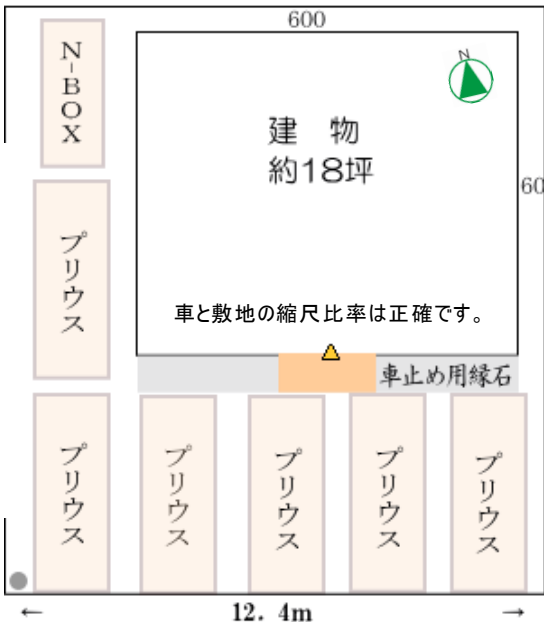 600
N-BOX
N
建 物
約18坪
60
プリウス
車と敷地の縮尺比率は正確です。
車止め用縁石
プリウス
プリウス
プリウス
プリウス
プリウス
← 12. 4m →